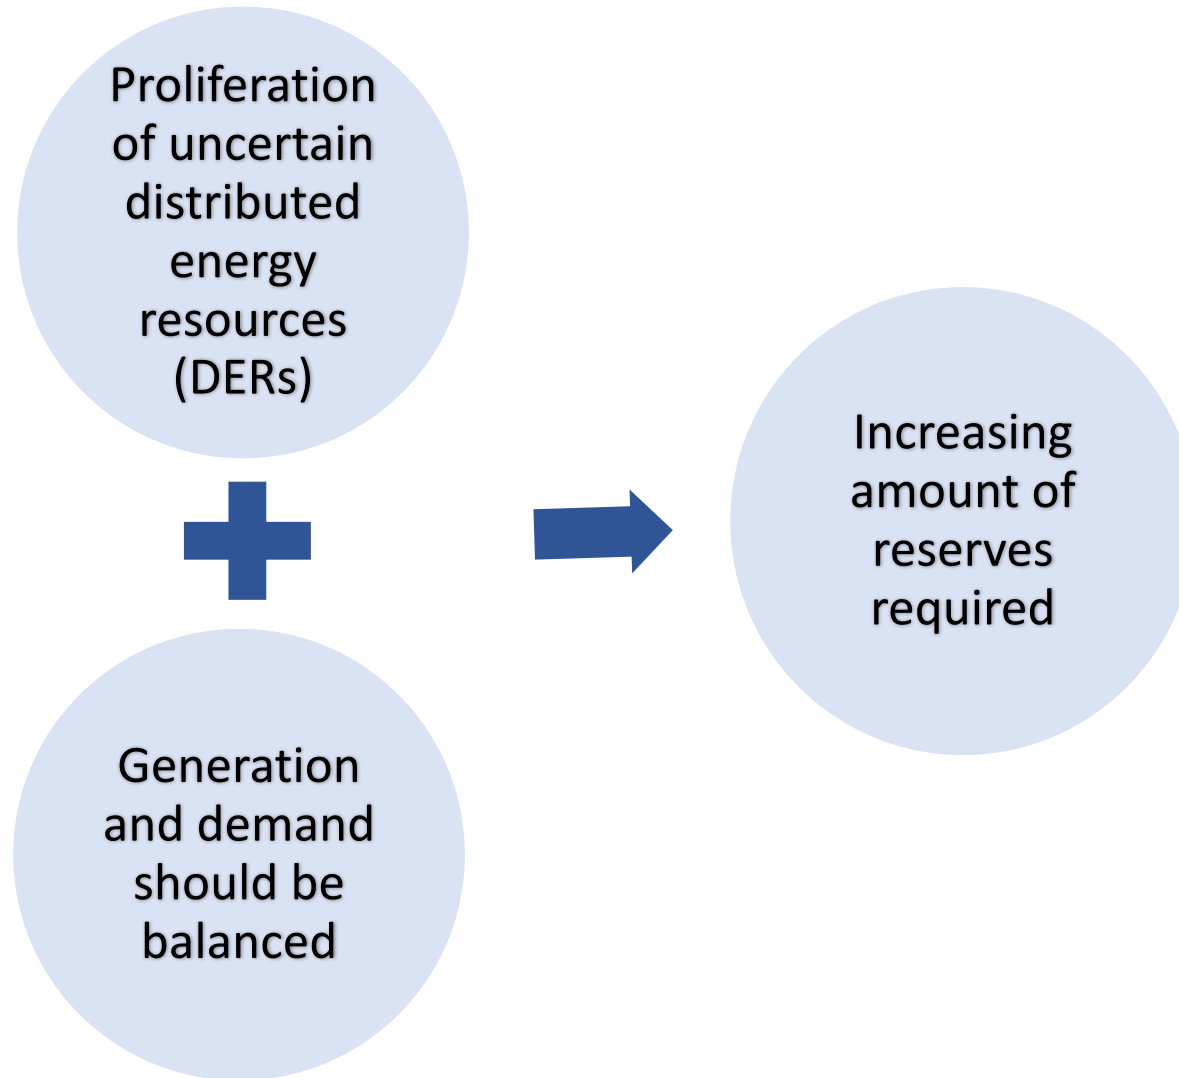 Proliferation
of uncertain
distributed
energy
resources
(DERs)
Generation
and demand
should be
balanced
Increasing
amount of
reserves
required